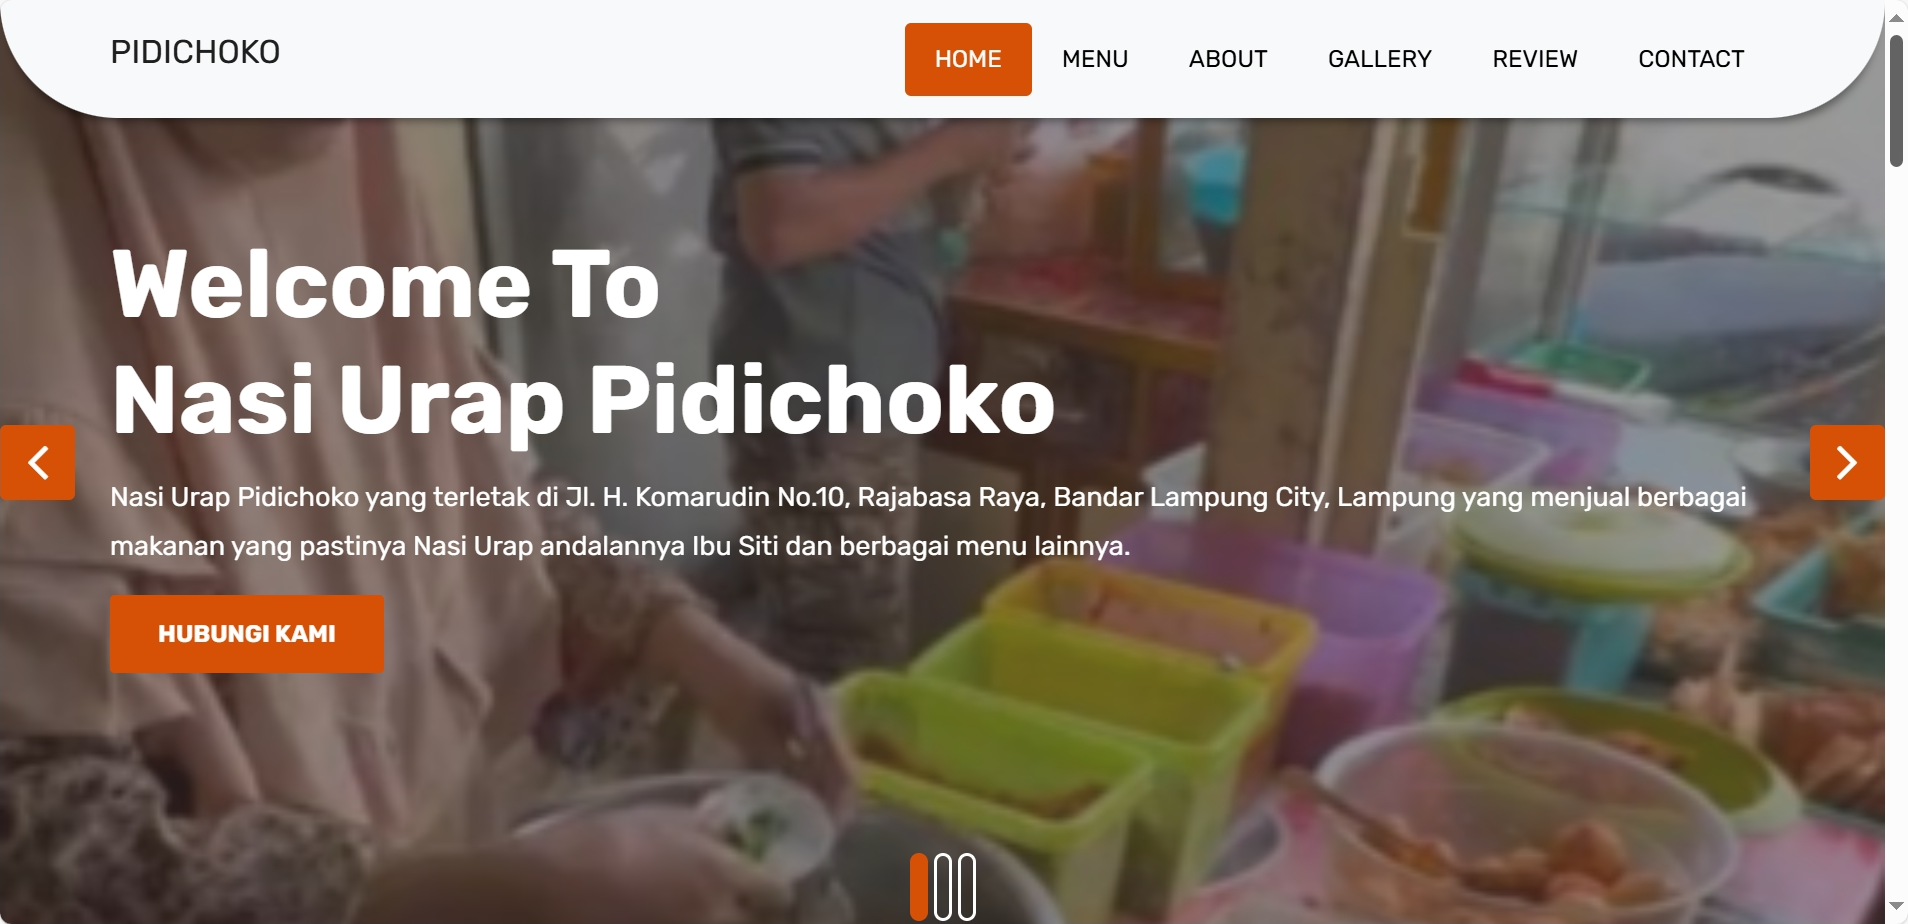 PIDICHOKO
HOME MENU ABOUT GALLERY REVIEW CONTACT
Welcome To
Nasi Urap Pidichoko
Nasi Urap Pidichoko yang terletak di Jl. H. Komarudin No.10, Rajabasa Raya, Bandar Lampung City, Lampung yang menjual berbagai
makanan yang pastinya Nasi Urap andalannya Ibu Siti dan berbagai menu lainnya.
HUBUNGI KAMI